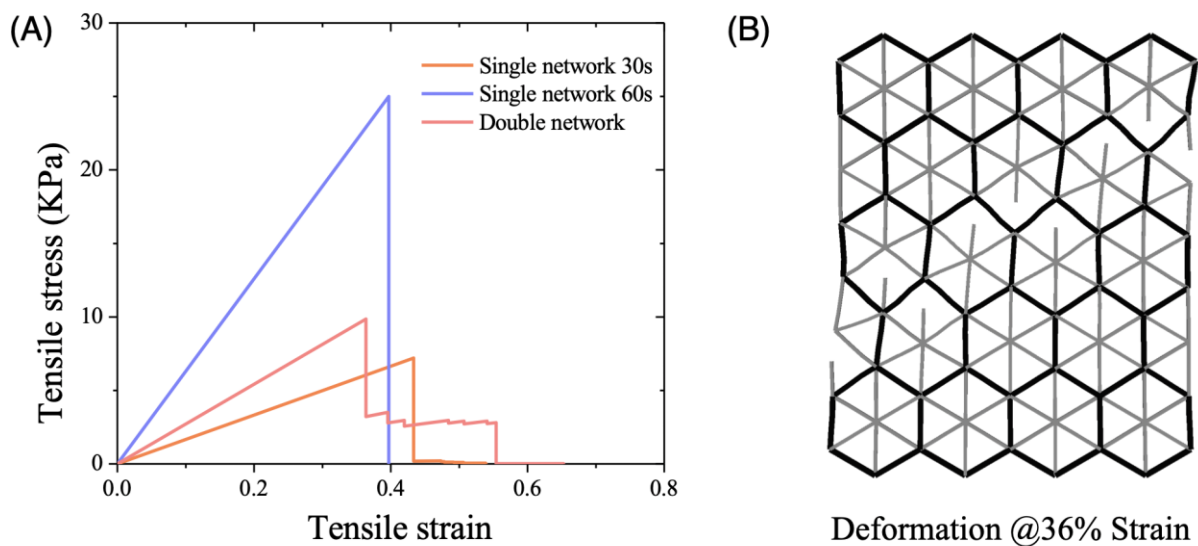 (A)
30
20
10
0
Tensile stress (KPa)
Single network 30s
Single network 60s
Double network
0.0 0.2 0.4 0.6 0.8
Tensile strain
(B)
Deformation @36% Strain